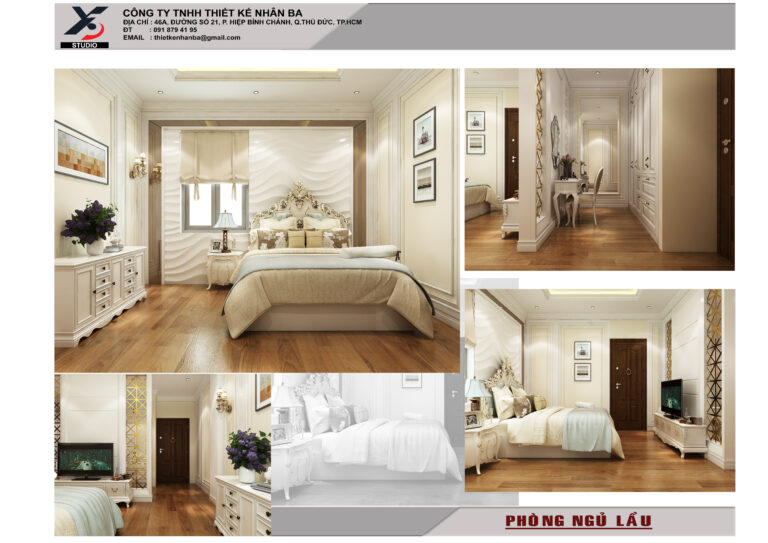 CÔNG TY TNHH THIẾT KẾ NHÂN BA
ĐỊA CHỈ : 46A, ĐƯỜNG SỐ 21, P. HIỆP BÌNH CHÁNH, Q.THỦ ĐỨC, TP.HCM
ĐT : 091 879 41 95
EMAIL : thietkenhanba@gmail.com
STUDIO
PHÒNG NGỦ LẦU